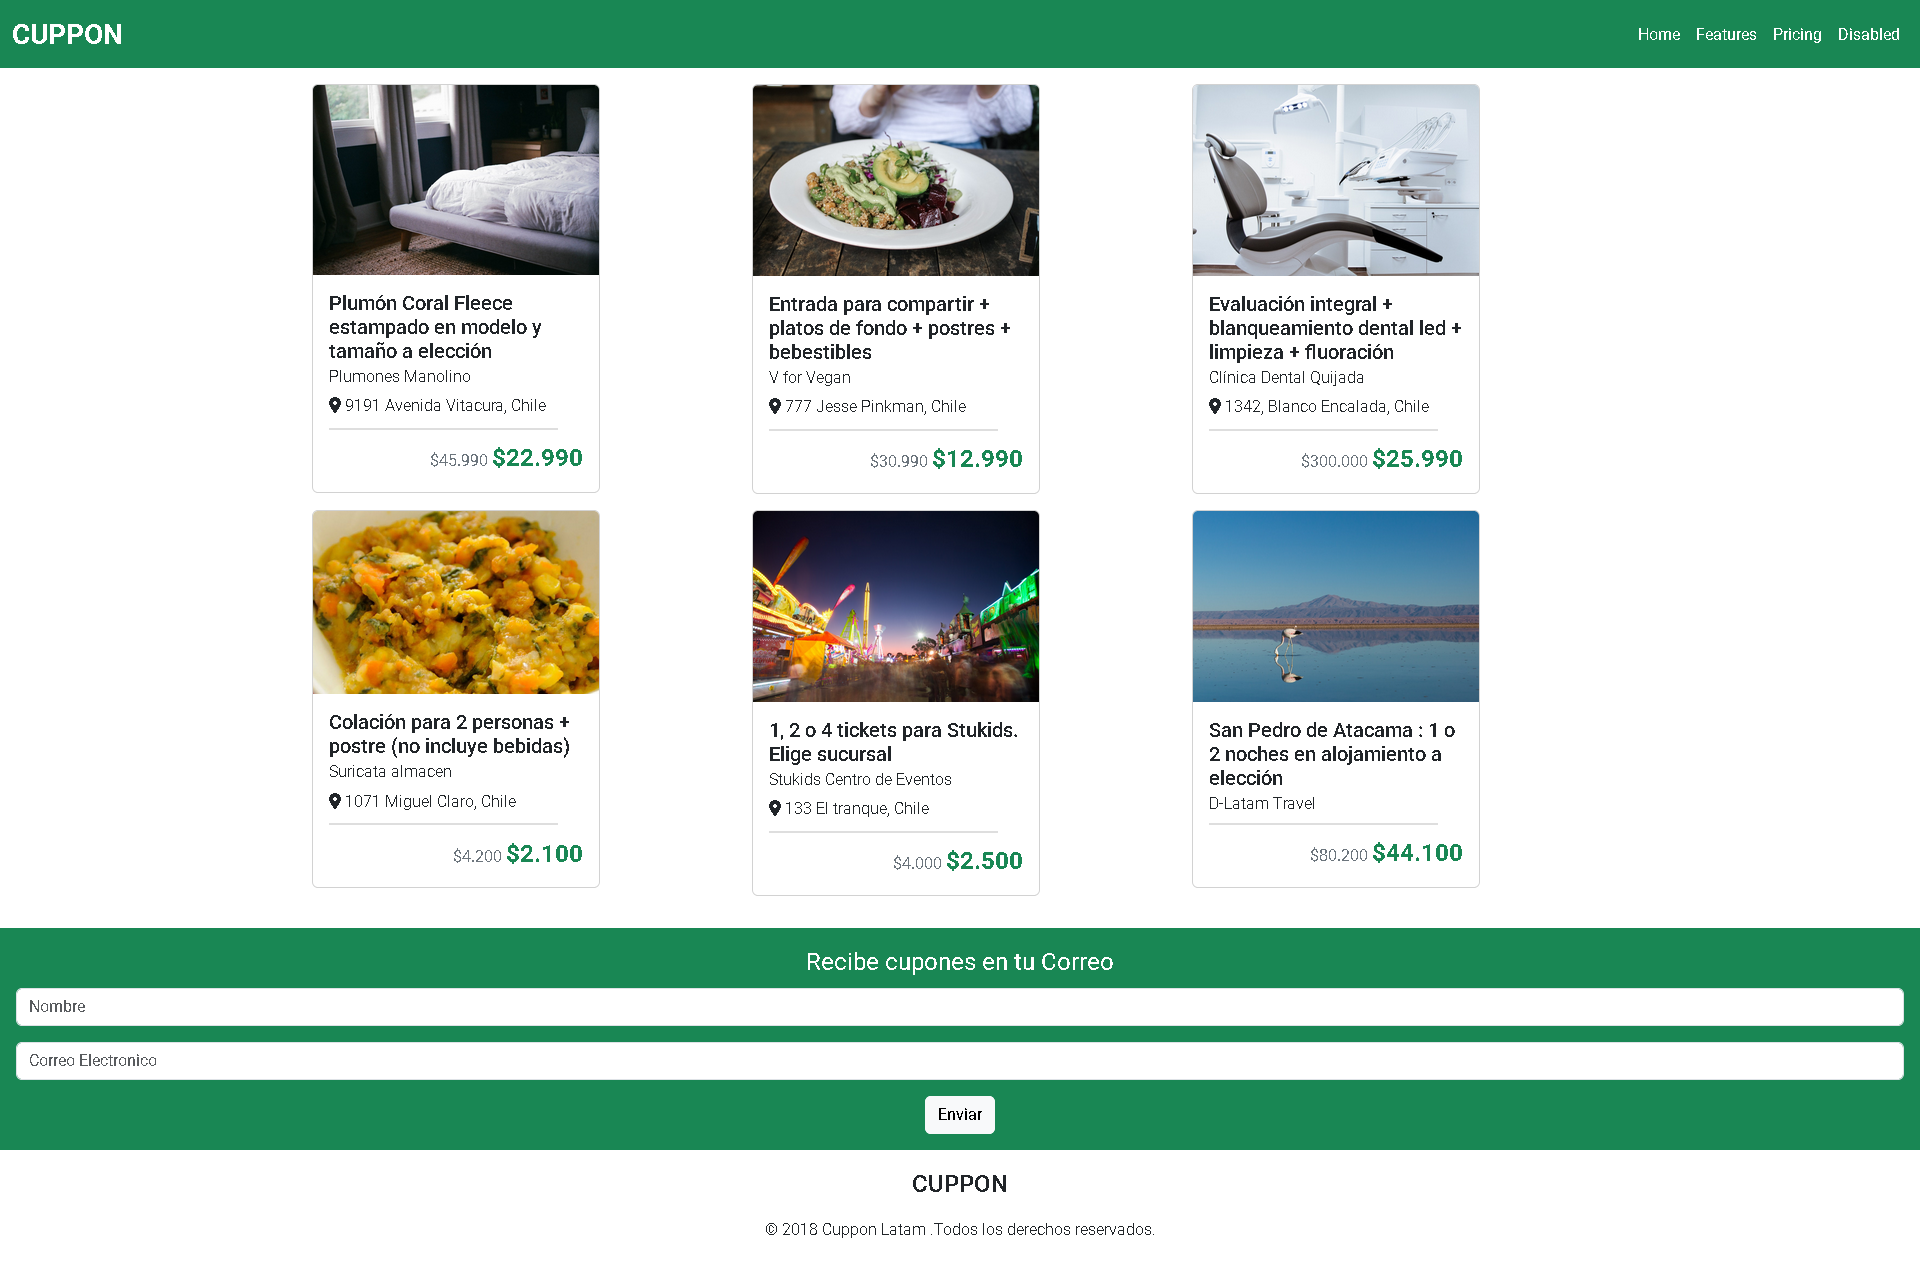 CUPPON
Home Features Pricing Disabled
Plumón Coral Fleece
estampado en modelo y
tamaño a elección
Plumones Manolino
9191 Avenida Vitacura, Chile
$45.990 $22.990
Entrada para compartir +
platos de fondo + postres +
bebestibles
V for Vegan
777 Jesse Pinkman, Chile
$30.990 $12.990
Evaluación integral +
blanqueamiento dental led +
limpieza + fluoración
Clínica Dental Quijada
1342, Blanco Encalada, Chile
$300.000 $25.990
Colación para 2 personas +
postre (no incluye bebidas)
Suricata almacen
1071 Miguel Claro, Chile
$4.200 $2.100
1, 2 o 4 tickets para Stukids.
Elige sucursal
Stukids Centro de Eventos
133 El tranque, Chile
$4.000 $2.500
San Pedro de Atacama : 1 o
2 noches en alojamiento a
elección
D-Latam Travel
$80.200 $44.100
Recibe cupones en tu Correo
Nombre
Correo Electronico
Enviar
CUPPON
© 2018 Cuppon Latam .Todos los derechos reservados.